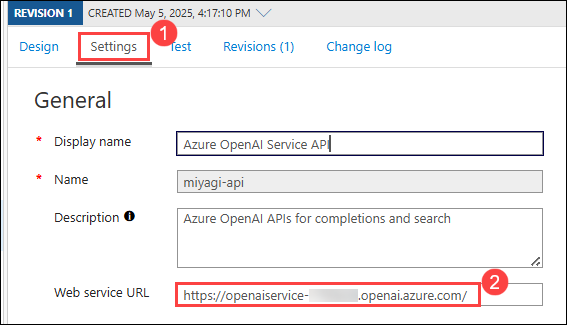 REVISION 1 CREATED May 5, 2025, 4:17:10 PM
1
Design Settings Test Revisions (1) Change log
General
* Display name Azure OpenAI Service API
* Name miyagi-api
Description Azure OpenAI APIs for completions and search
2
Web service URL https://openaiservice- .openai.azure.com/